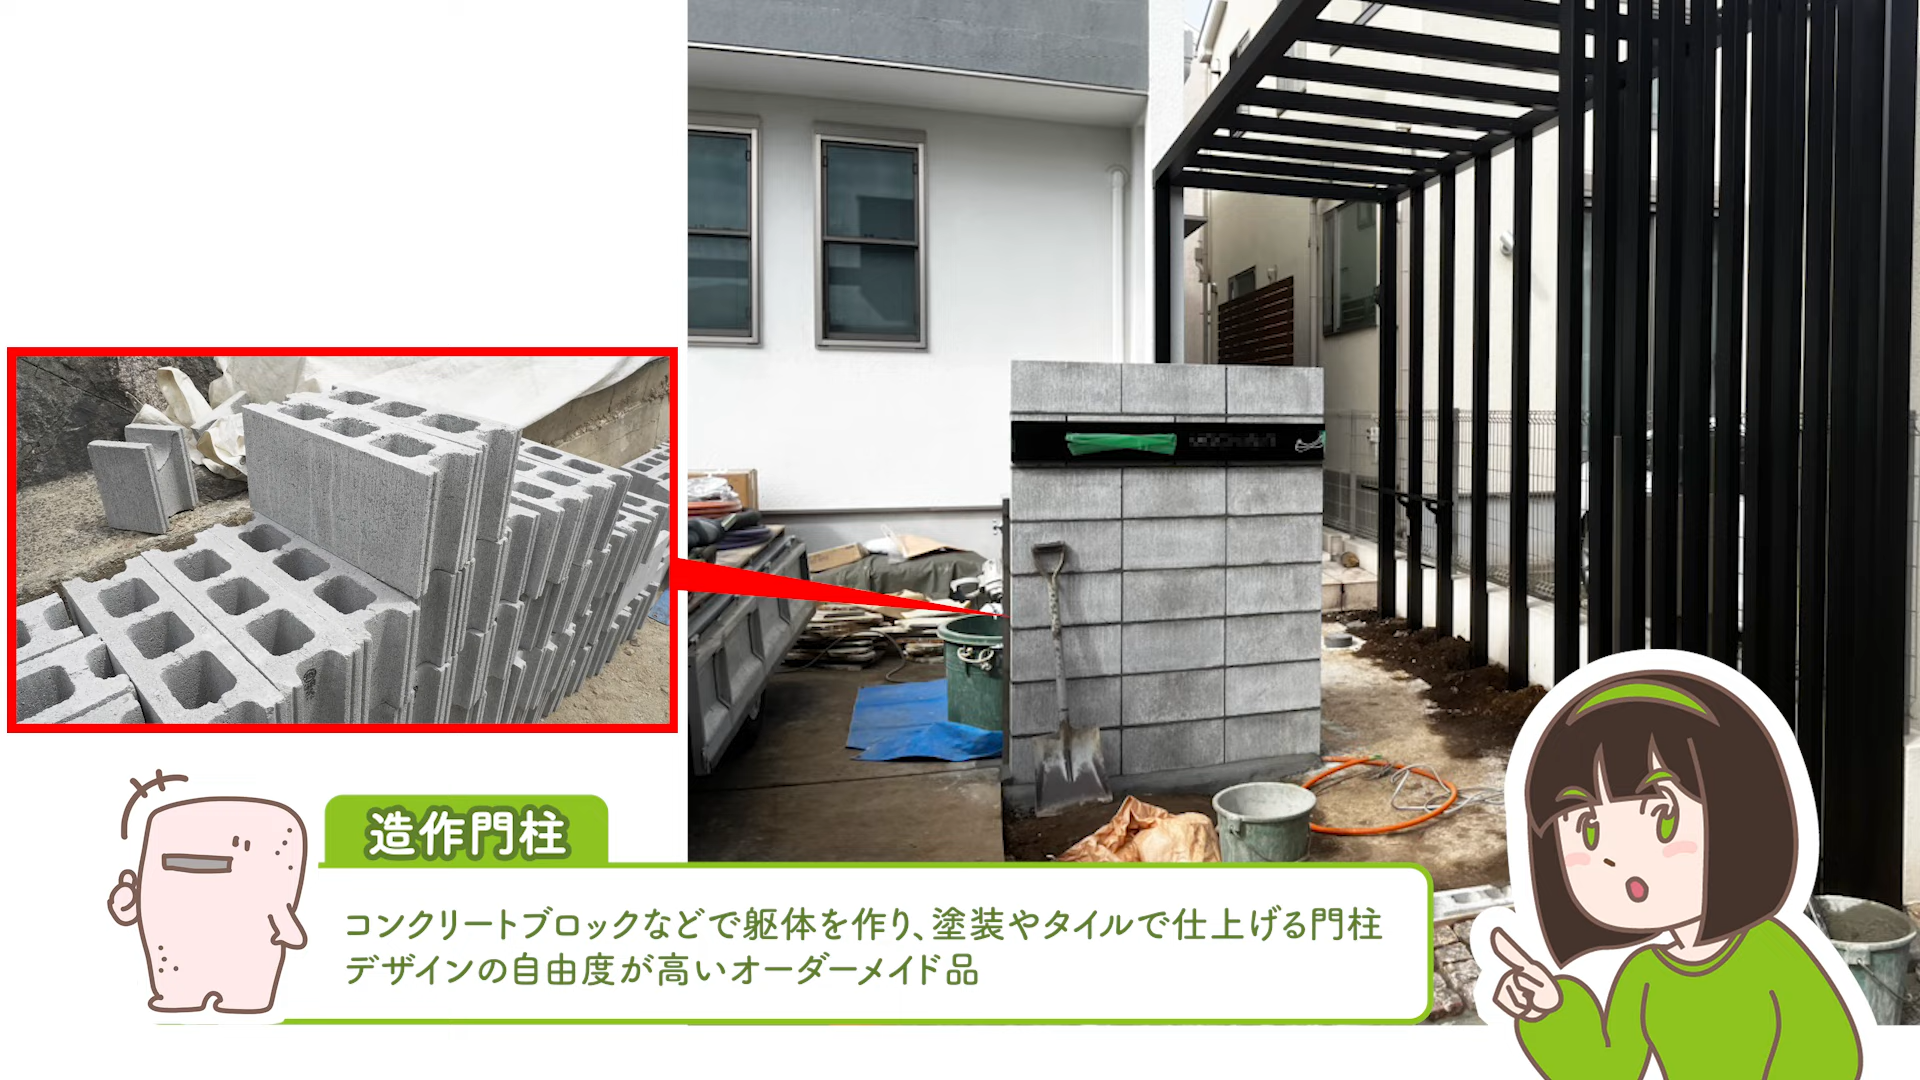 造作門柱
コンクリートブロックなどで躯体を作り、塗装やタイルで仕上げる門柱
デザインの自由度が高いオーダーメイド品